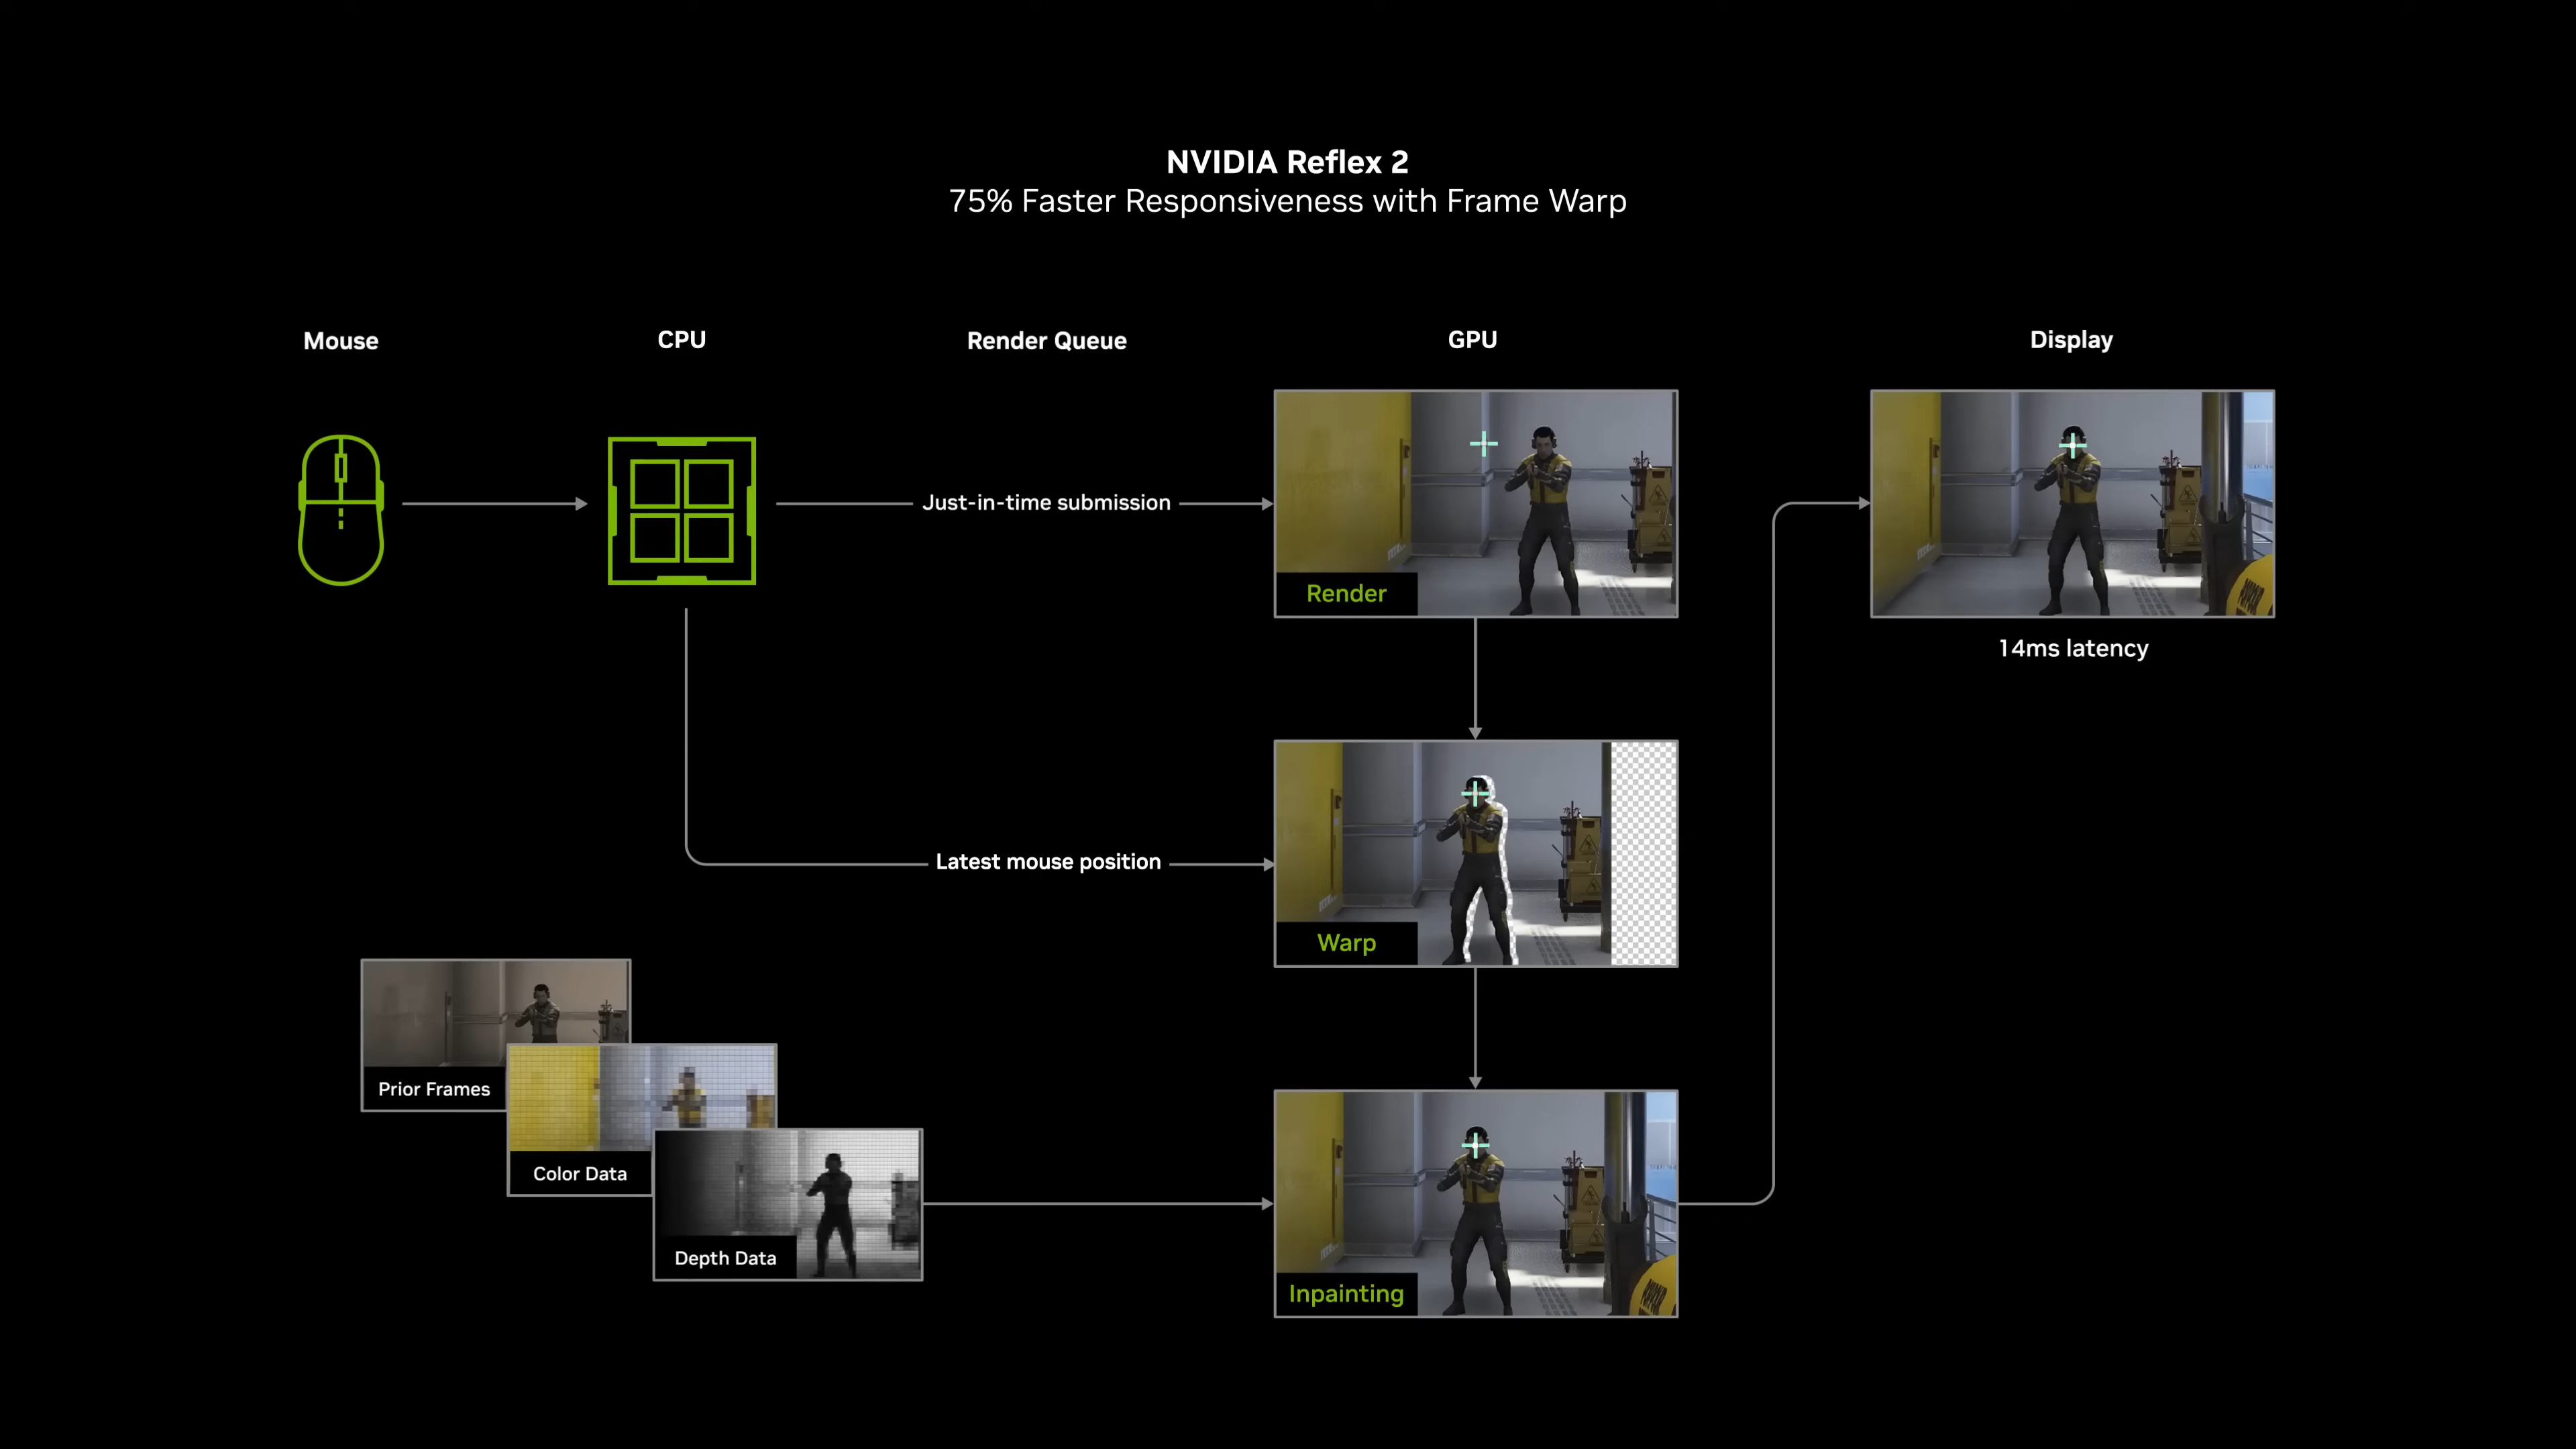 NVIDIA Reflex 2
75% Faster Responsiveness with Frame Warp
Mouse
CPU
Render Queue
GPU
Display
Just-in-time submission
Render
14ms latency
Latest mouse position
Warp
Prior Frames
Color Data
Depth Data
Inpainting